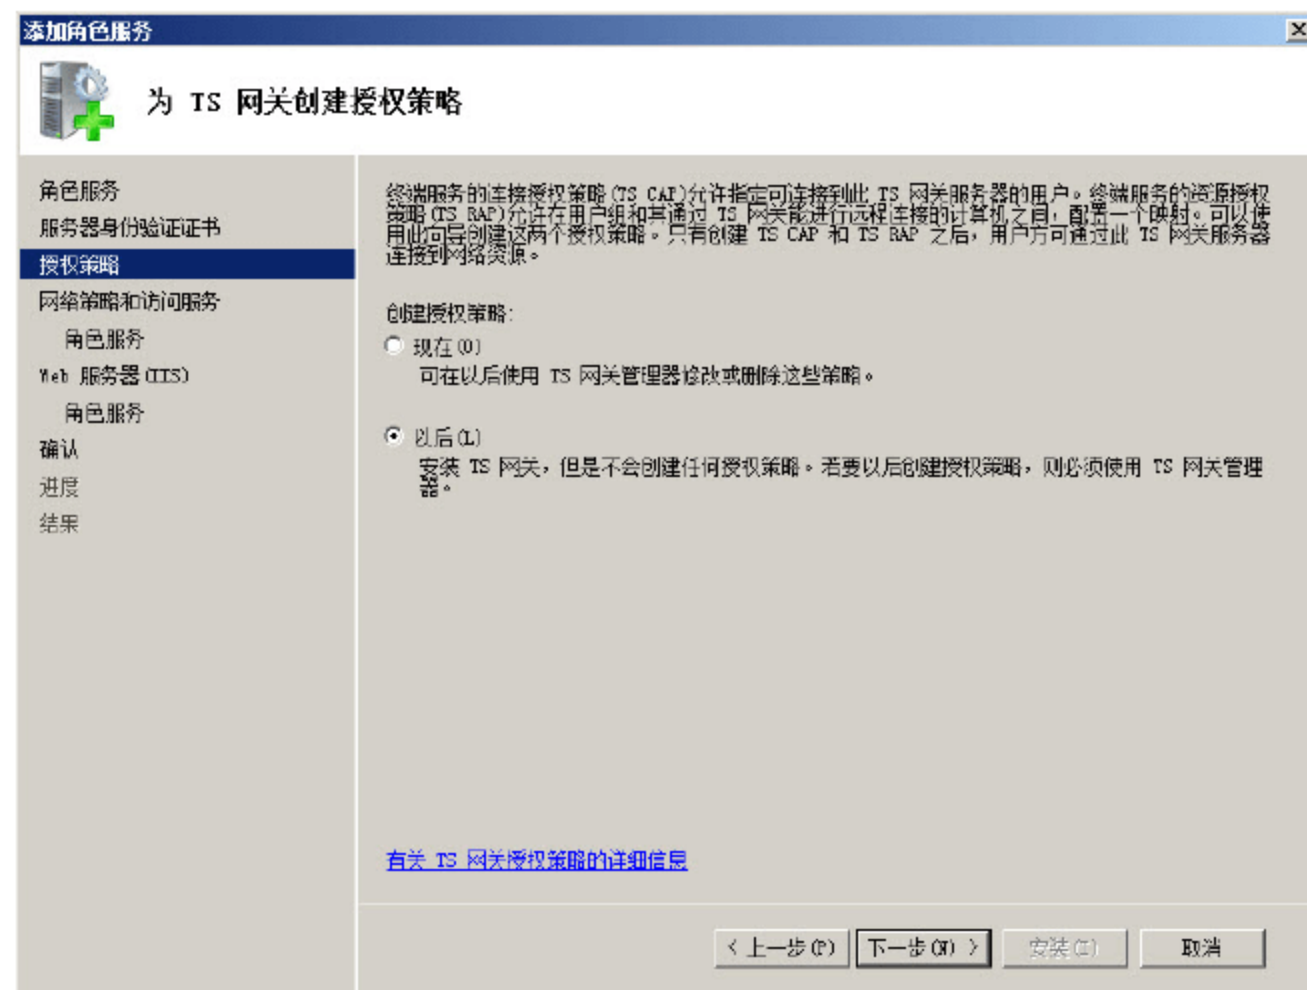 添加角色服务
为 TS 网关创建授权策略
角色服务
服务器身份验证证书
授权策略
网络策略和访问服务
角色服务
Web 服务器(IIS)
角色服务
确认
进度
结果
终端服务的连接授权策略(TS CAP)允许指定可连接到此 TS 网关服务器的用户。终端服务的资源授权
策略(TS RAP)允许在用户组和其通过 TS 网关能进行远程连接的计算机之间，配置一个映射。可以使
用此向导创建这两个授权策略。只有创建 TS CAP 和 TS RAP 之后，用户方可通过此 TS 网关服务器
连接到网络资源。
创建授权策略:
现在(O)
可在以后使用 TS 网关管理器修改或删除这些策略。
以后(L)
安装 TS 网关，但是不会创建任何授权策略。若要以后创建授权策略，则必须使用 TS 网关管理
器。
有关 TS 网关授权策略的详细信息
< 上一步(P)
下一步(N) >
安装(I)
取消